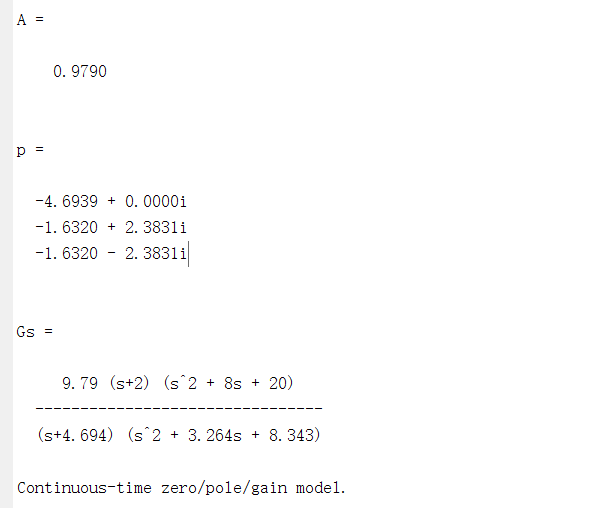 A =
0.9790
p =
-4.6939 + 0.0000i
-1.6320 + 2.3831i
-1.6320 - 2.3831i
Gs =
9.79 (s+2) (s^2 + 8s + 20)
--------------------------------
(s+4.694) (s^2 + 3.264s + 8.343)
Continuous-time zero/pole/gain model.